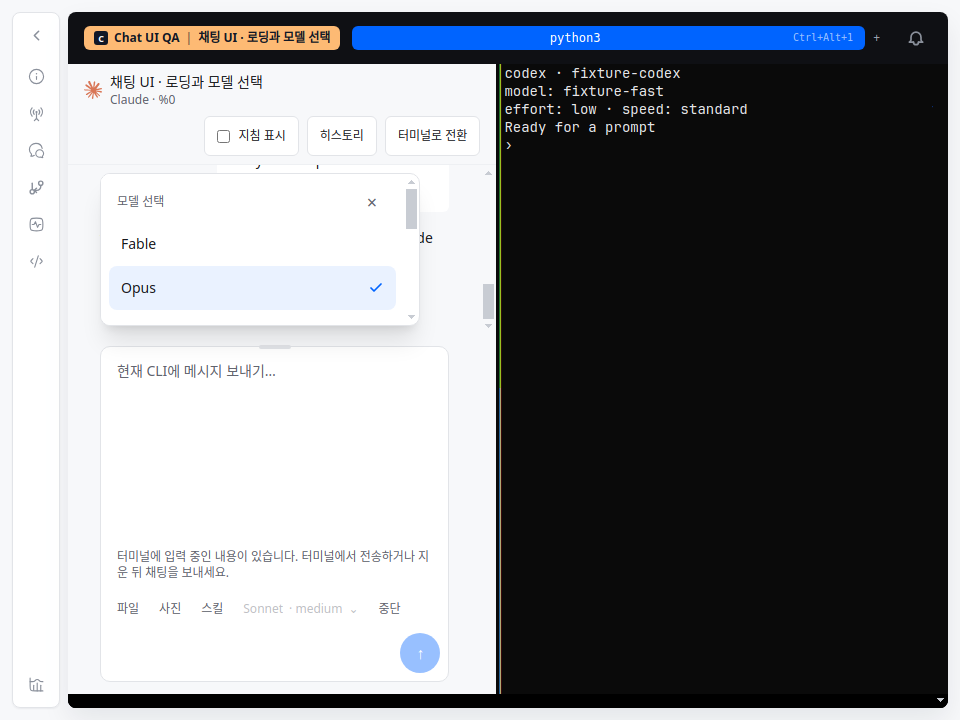 c Chat UI QA | 채팅 UI · 로딩과 모델 선택
python3 Ctrl+Alt+1 +
채팅 UI · 로딩과 모델 선택
Claude · %0
지침 표시 히스토리 터미널로 전환
모델 선택 ×
de
Fable
Opus
현재 CLI에 메시지 보내기...
터미널에 입력 중인 내용이 있습니다. 터미널에서 전송하거나 지
운 뒤 채팅을 보내세요.
파일 사진 스킬 Sonnet · medium 중단
↑
codex · fixture-codex
model: fixture-fast
effort: low · speed: standard
Ready for a prompt
›